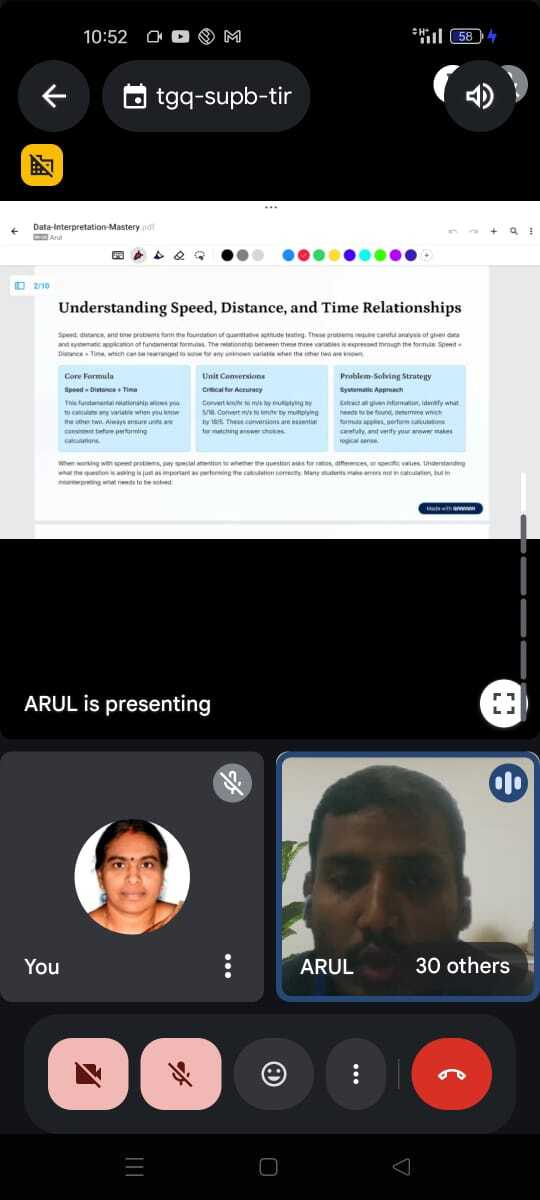 10:52
58
tgq-supb-tir
Data-Interpretation-Mastery.pdf
Arul
2/10
Understanding Speed, Distance, and Time Relationships
Speed, distance, and time problems form the foundation of quantitative aptitude testing. These problems require careful analysis of given data
and systematic application of fundamental formulas. The relationship between these three variables is expressed through the formula: Speed =
Distance ÷ Time, which can be rearranged to solve for any unknown variable when the other two are known.
Core Formula
Speed = Distance ÷ Time
This fundamental relationship allows you
to calculate any variable when you know
the other two. Always ensure units are
consistent before performing
calculations.
Unit Conversions
Critical for Accuracy
Convert km/hr to m/s by multiplying by
5/18. Convert m/s to km/hr by multiplying
by 18/5. These conversions are essential
for matching answer choices.
Problem-Solving Strategy
Systematic Approach
Extract all given information, identify what
needs to be found, determine which
formula applies, perform calculations
carefully, and verify your answer makes
logical sense.
When working with speed problems, pay special attention to whether the question asks for ratios, differences, or specific values. Understanding
what the question is asking is just as important as performing the calculation correctly. Many students make errors not in calculation, but in
misinterpreting what needs to be solved.
Made with GAMMA
ARUL is presenting
You
ARUL
30 others